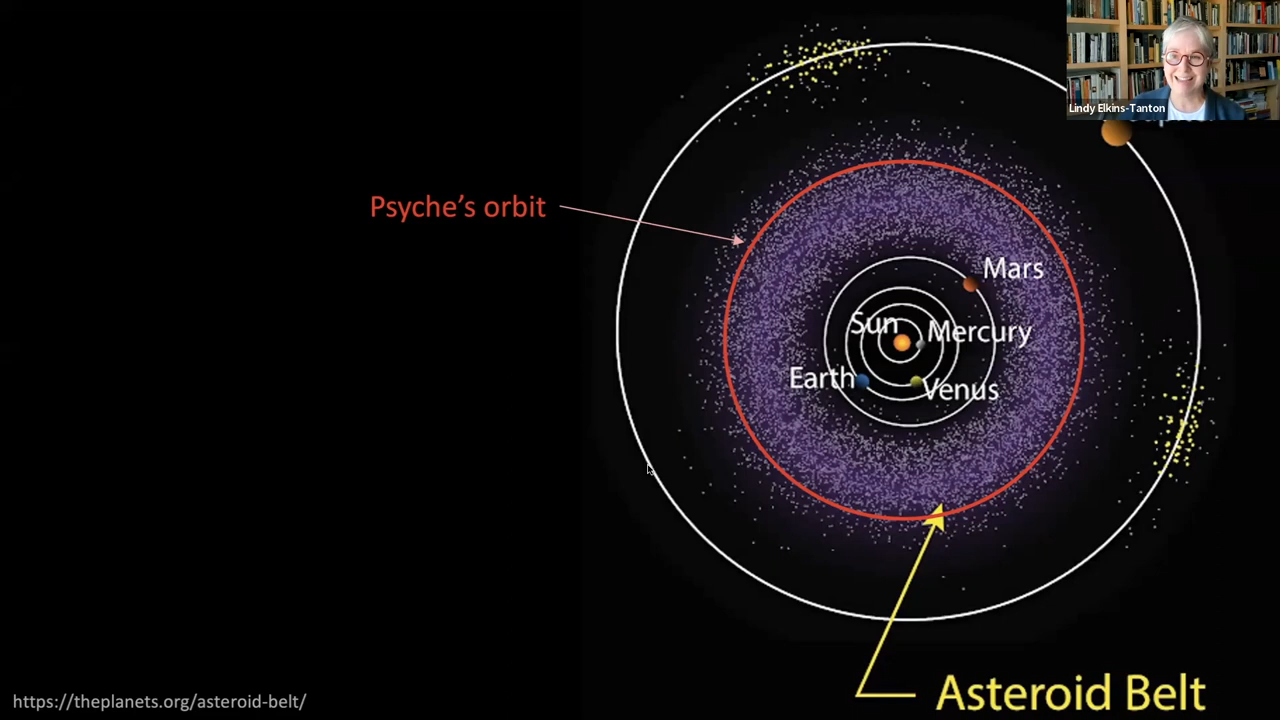 Lindy Elkins-Tanton
Psyche's orbit
Mars
Sun
Mercury
Earth
Venus
Asteroid Belt
https://theplanets.org/asteroid-belt/